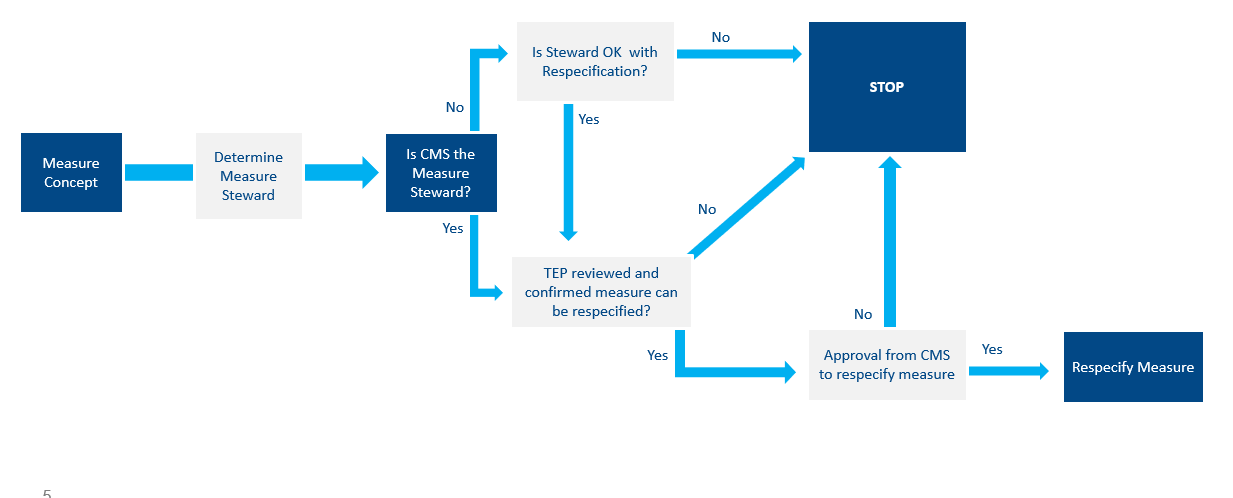 Measure
Concept
Determine
Measure
Steward
Is CMS the
Measure
Steward?
No
Yes
Is Steward OK with
Respecification?
No
Yes
STOP
TEP reviewed and
confirmed measure can
be respecified?
No
Yes
Approval from CMS
to respecify measure
No
Yes
Respecify Measure
5